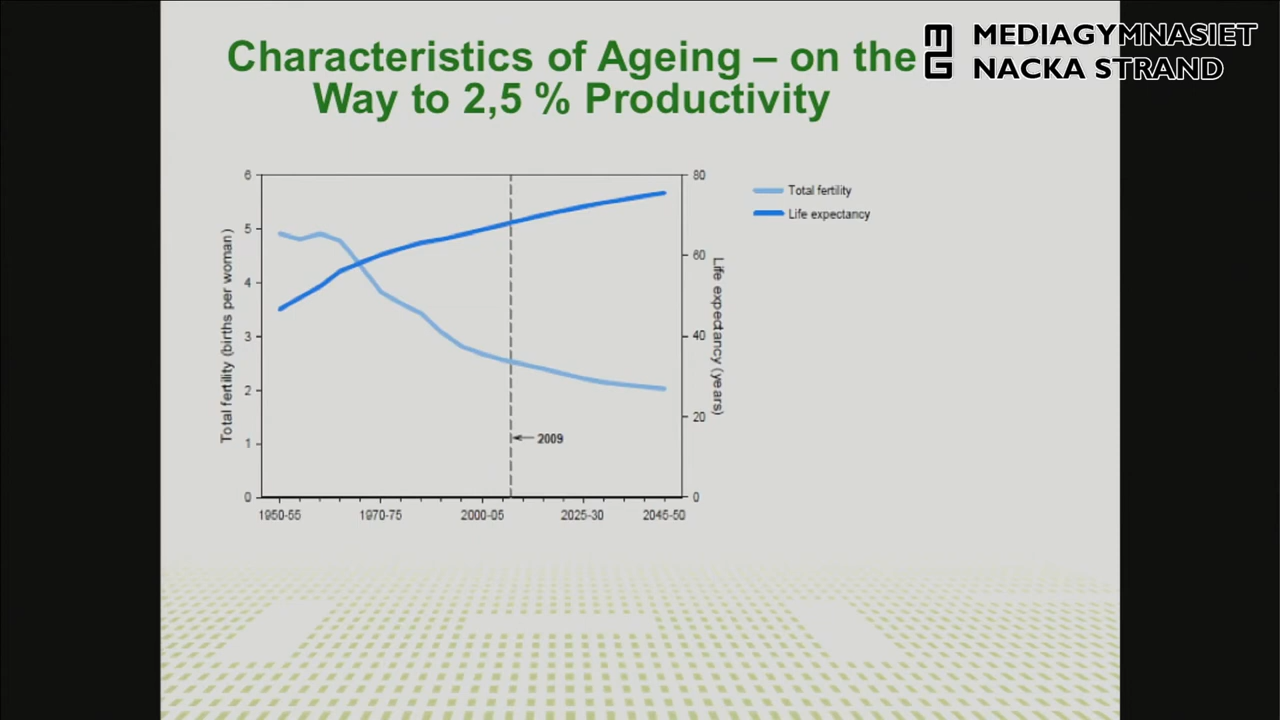 Characteristics of Ageing – on the
Way to 2,5 % Productivity
MEDIAGYMNASIET
NACKA STRAND
Total fertility
Life expectancy
Total fertility (births per woman)
6
5
4
3
2
1
0
80
60
40
20
0
Life expectancy (years)
2009
1950-55
1970-75
2000-05
2025-30
2045-50